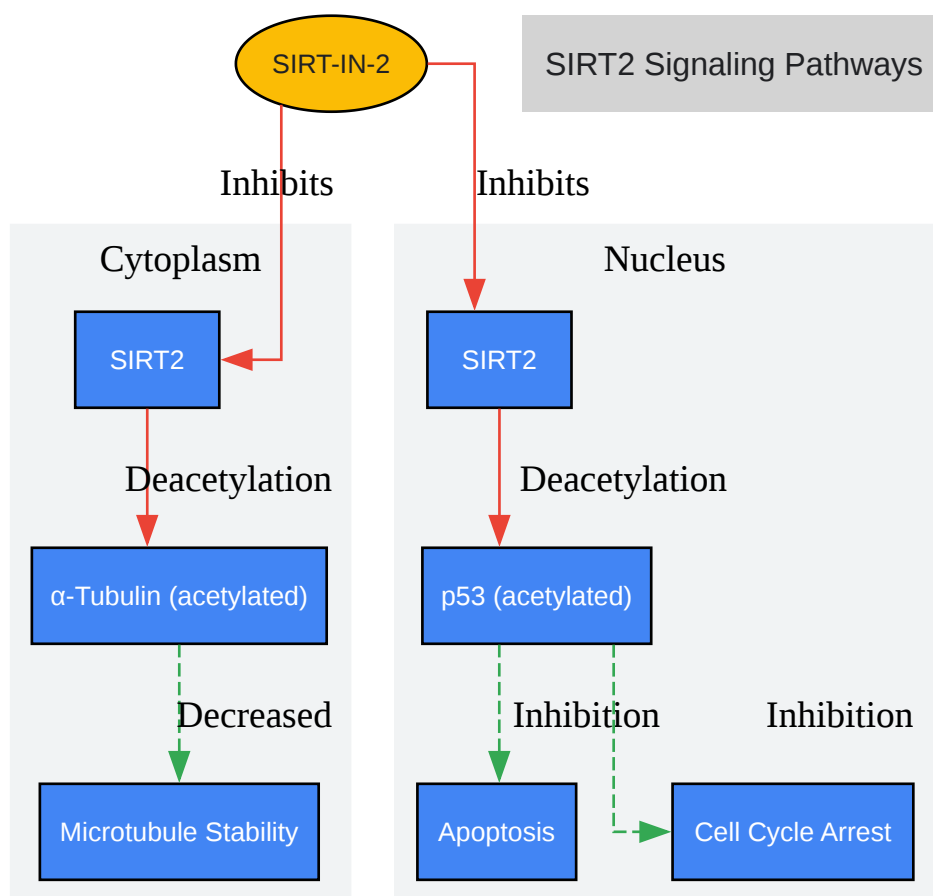 SIRT-IN-2
SIRT2 Signaling Pathways
Inhibits
Inhibits
Cytoplasm
Nucleus
SIRT2
SIRT2
Deacetylation
Deacetylation
α-Tubulin (acetylated)
p53 (acetylated)
Decreased
Inhibition
Inhibition
Microtubule Stability
Apoptosis
Cell Cycle Arrest